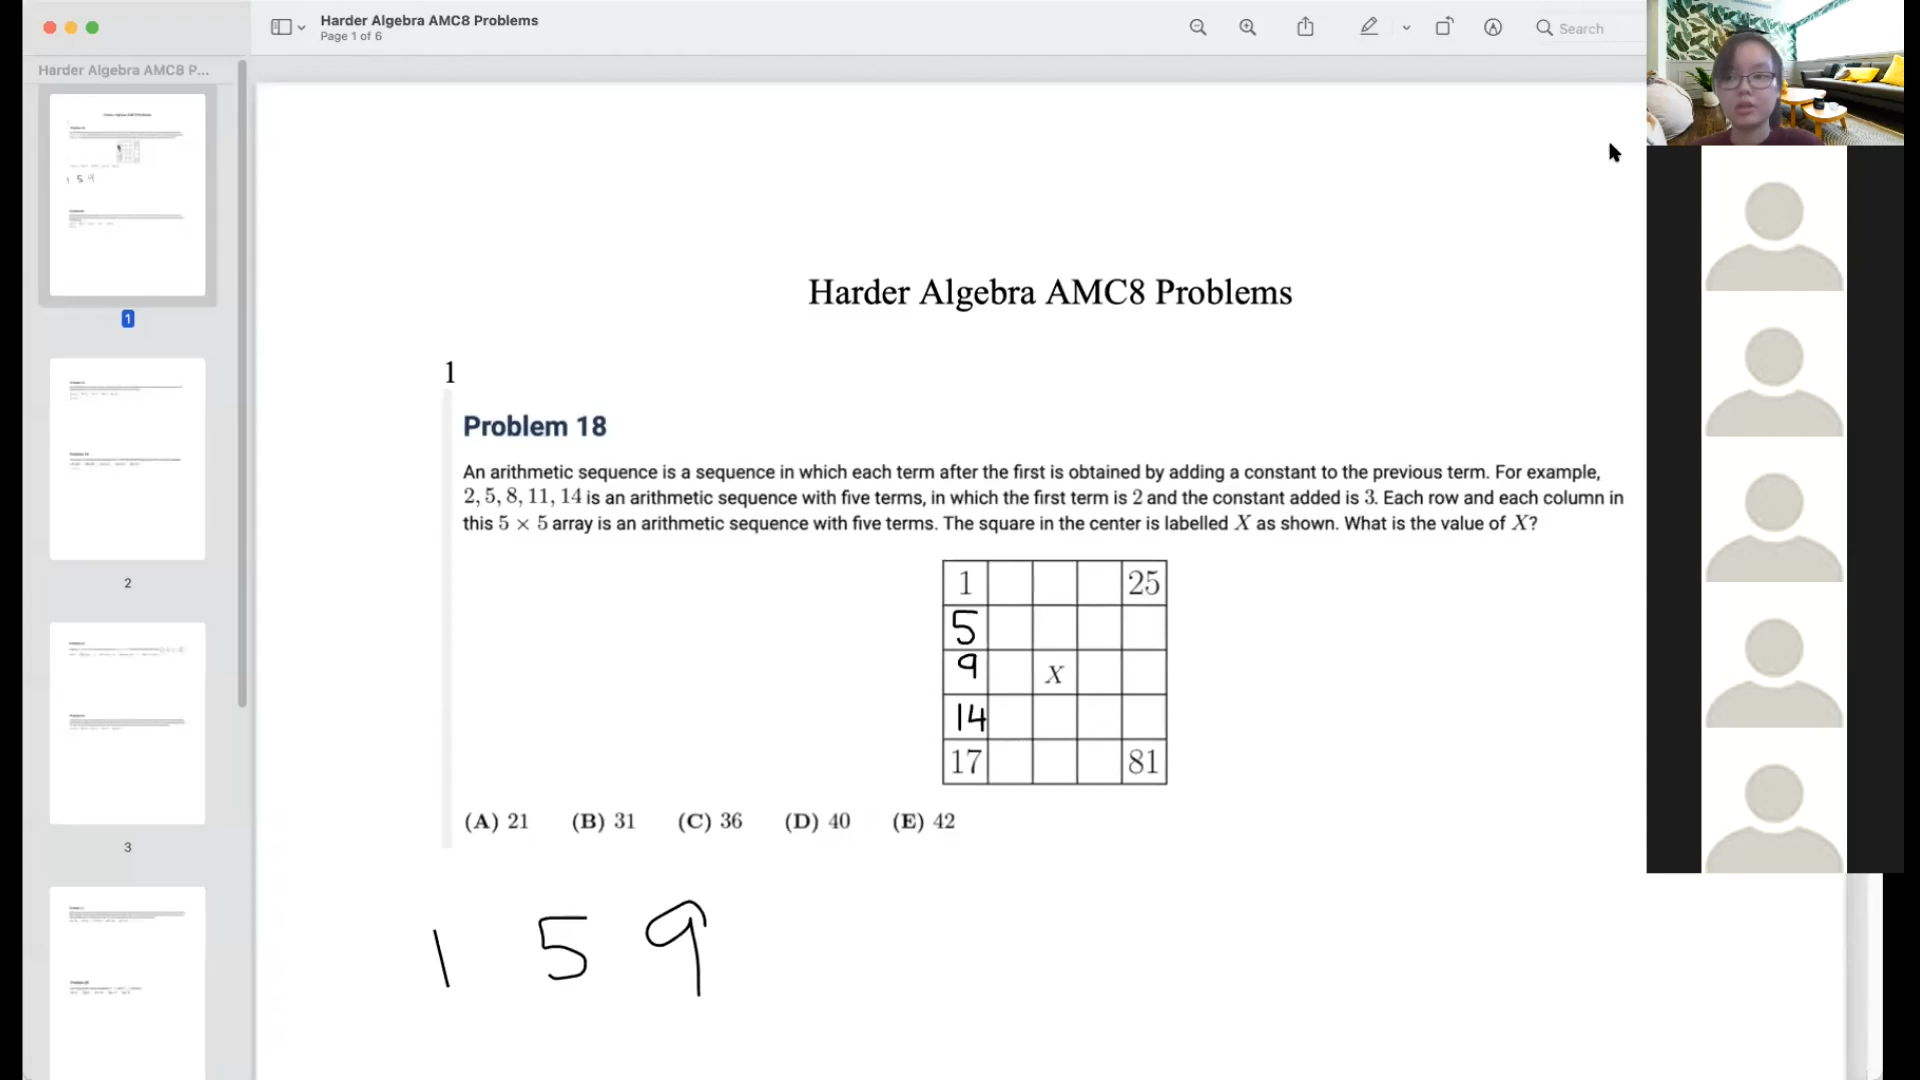 Harder Algebra AMC8 Problems
Page 1 of 6
Search
Harder Algebra AMC8 P...
1
2
3
Harder Algebra AMC8 Problems
1
Problem 18
An arithmetic sequence is a sequence in which each term after the first is obtained by adding a constant to the previous term. For example,
2, 5, 8, 11, 14 is an arithmetic sequence with five terms, in which the first term is 2 and the constant added is 3. Each row and each column in
this 5 × 5 array is an arithmetic sequence with five terms. The square in the center is labelled X as shown. What is the value of X?
1 25
5
9 X
14
17 81
(A) 21 (B) 31 (C) 36 (D) 40 (E) 42
1 5 9